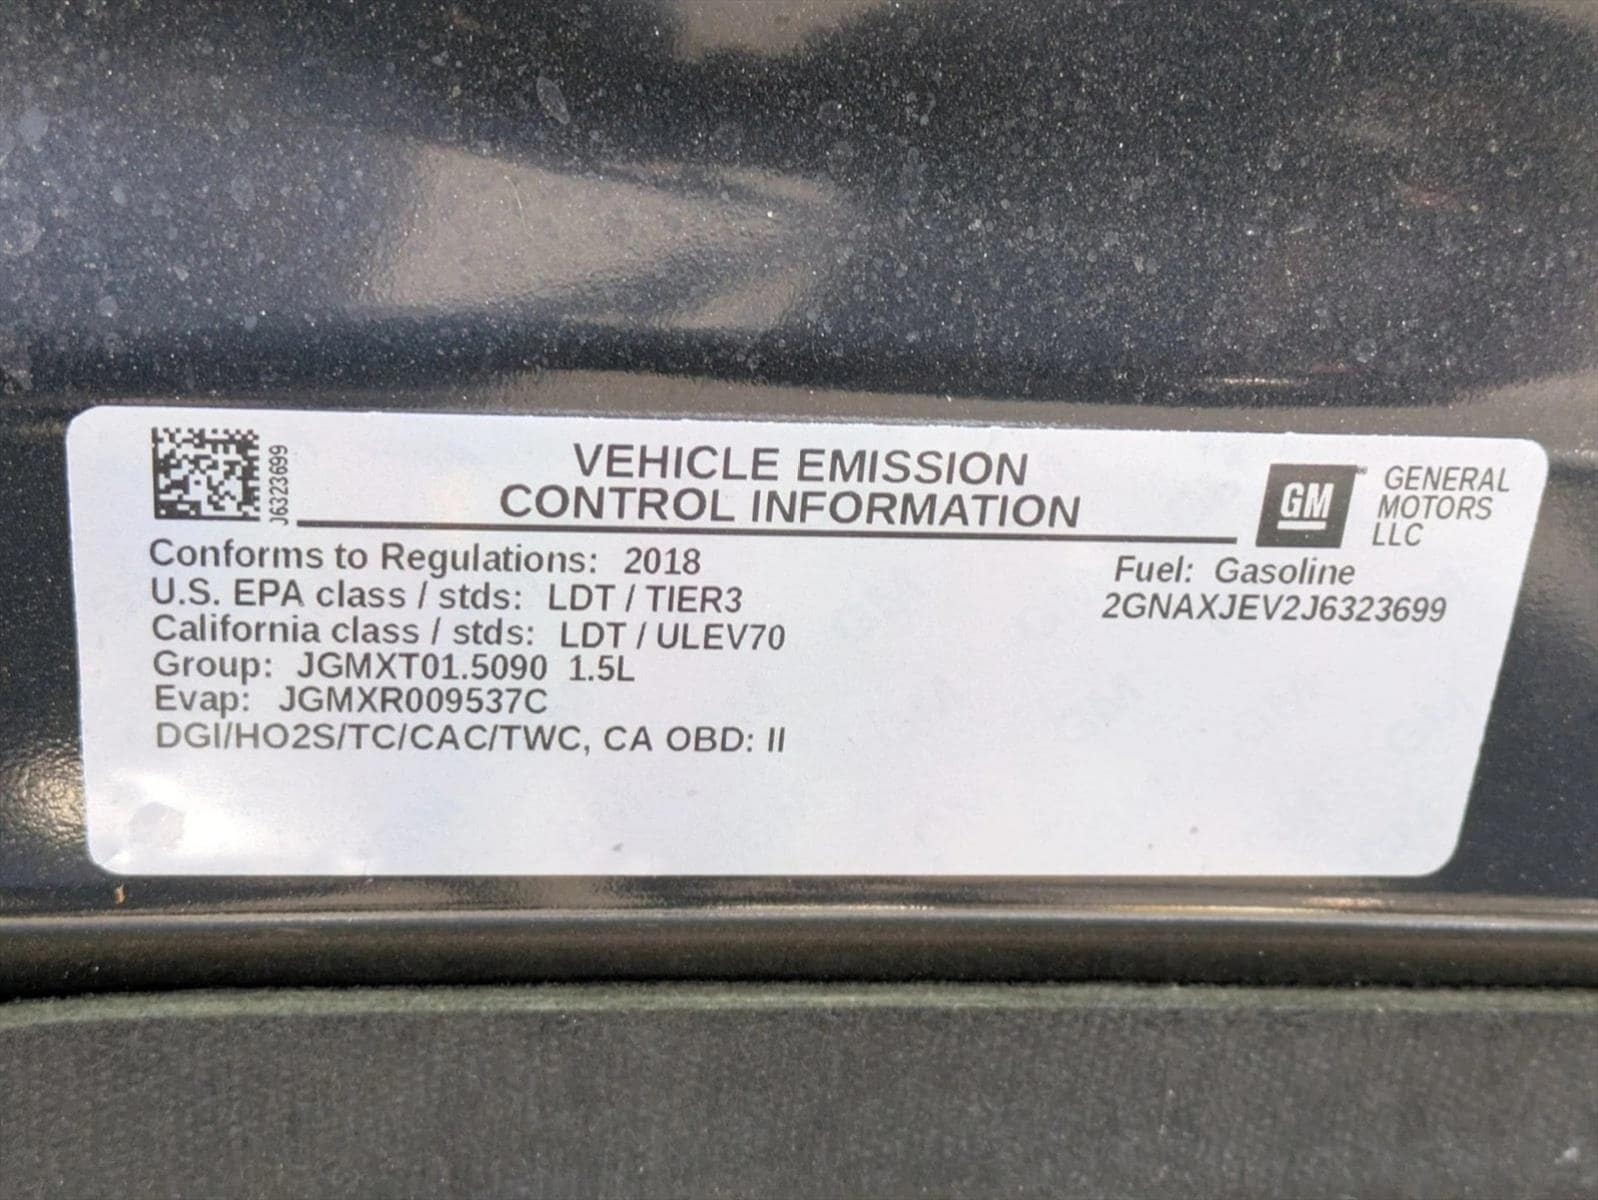 J6323699
VEHICLE EMISSION
CONTROL INFORMATION
GM
GENERAL
MOTORS
LLC
Conforms to Regulations: 2018
U.S. EPA class / stds: LDT / TIER3
California class / stds: LDT / ULEV70
Group: JGMXT01.5090 1.5L
Evap: JGMXR009537C
DGI/HO2S/TC/CAC/TWC, CA OBD: II
Fuel: Gasoline
2GNAXJEV2J6323699